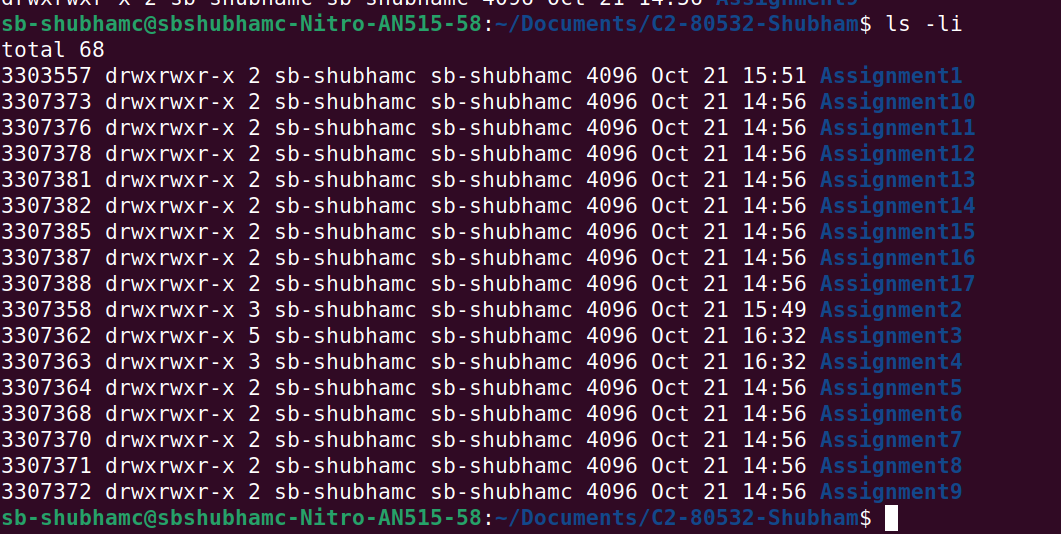 sb-shubhamc@sbshubhamc-Nitro-AN515-58:~/Documents/C2-80532-Shubham$ ls -li
total 68
3303557 drwxrwxr-x 2 sb-shubhamc sb-shubhamc 4096 Oct 21 15:51 Assignment1
3307373 drwxrwxr-x 2 sb-shubhamc sb-shubhamc 4096 Oct 21 14:56 Assignment10
3307376 drwxrwxr-x 2 sb-shubhamc sb-shubhamc 4096 Oct 21 14:56 Assignment11
3307378 drwxrwxr-x 2 sb-shubhamc sb-shubhamc 4096 Oct 21 14:56 Assignment12
3307381 drwxrwxr-x 2 sb-shubhamc sb-shubhamc 4096 Oct 21 14:56 Assignment13
3307382 drwxrwxr-x 2 sb-shubhamc sb-shubhamc 4096 Oct 21 14:56 Assignment14
3307385 drwxrwxr-x 2 sb-shubhamc sb-shubhamc 4096 Oct 21 14:56 Assignment15
3307387 drwxrwxr-x 2 sb-shubhamc sb-shubhamc 4096 Oct 21 14:56 Assignment16
3307388 drwxrwxr-x 2 sb-shubhamc sb-shubhamc 4096 Oct 21 14:56 Assignment17
3307358 drwxrwxr-x 3 sb-shubhamc sb-shubhamc 4096 Oct 21 15:49 Assignment2
3307362 drwxrwxr-x 5 sb-shubhamc sb-shubhamc 4096 Oct 21 16:32 Assignment3
3307363 drwxrwxr-x 3 sb-shubhamc sb-shubhamc 4096 Oct 21 16:32 Assignment4
3307364 drwxrwxr-x 2 sb-shubhamc sb-shubhamc 4096 Oct 21 14:56 Assignment5
3307368 drwxrwxr-x 2 sb-shubhamc sb-shubhamc 4096 Oct 21 14:56 Assignment6
3307370 drwxrwxr-x 2 sb-shubhamc sb-shubhamc 4096 Oct 21 14:56 Assignment7
3307371 drwxrwxr-x 2 sb-shubhamc sb-shubhamc 4096 Oct 21 14:56 Assignment8
3307372 drwxrwxr-x 2 sb-shubhamc sb-shubhamc 4096 Oct 21 14:56 Assignment9
sb-shubhamc@sbshubhamc-Nitro-AN515-58:~/Documents/C2-80532-Shubham$